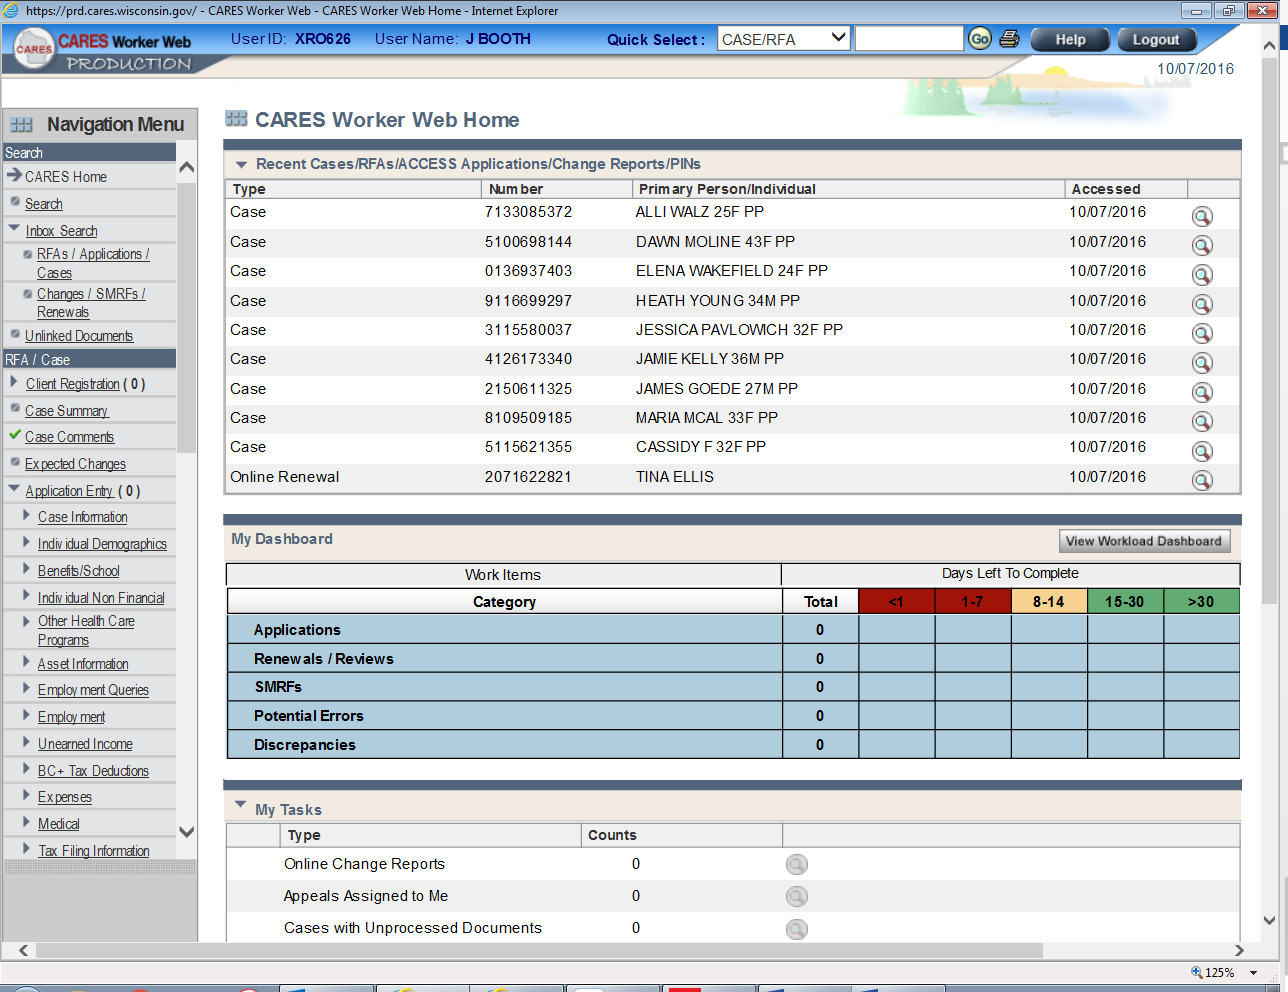 https://prd.cares.wisconsin.gov/ - CARES Worker Web - CARES Worker Web Home - Internet Explorer
CARES CARES Worker Web
PRODUCTION
User ID: XRO626 User Name: J BOOTH Quick Select : CASE/RFA Go Help Logout
10/07/2016
Navigation Menu
Search
CARES Home
Search
Inbox Search
RFAs / Applications /
Cases
Changes / SMRFs /
Renewals
Unlinked Documents
RFA / Case
Client Registration ( 0 )
Case Summary
Case Comments
Expected Changes
Application Entry ( 0 )
Case Information
Individual Demographics
Benefits/School
Individual Non Financial
Other Health Care
Programs
Asset Information
Employment Queries
Employment
Unearned Income
BC+ Tax Deductions
Expenses
Medical
Tax Filing Information
CARES Worker Web Home
Recent Cases/RFAs/ACCESS Applications/Change Reports/PINs
Type Number Primary Person/Individual Accessed
Case 7133085372 ALLI WALZ 25F PP 10/07/2016
Case 5100698144 DAWN MOLINE 43F PP 10/07/2016
Case 0136937403 ELENA WAKEFIELD 24F PP 10/07/2016
Case 9116699297 HEATH YOUNG 34M PP 10/07/2016
Case 3115580037 JESSICA PAVLOWICH 32F PP 10/07/2016
Case 4126173340 JAMIE KELLY 36M PP 10/07/2016
Case 2150611325 JAMES GOEDE 27M PP 10/07/2016
Case 8109509185 MARIA MCAL 33F PP 10/07/2016
Case 5115621355 CASSIDY F 32F PP 10/07/2016
Online Renewal 2071622821 TINA ELLIS 10/07/2016
My Dashboard View Workload Dashboard
Work Items Days Left To Complete
Category Total <1 1-7 8-14 15-30 >30
Applications 0
Renewals / Reviews 0
SMRFs 0
Potential Errors 0
Discrepancies 0
My Tasks
Type Counts
Online Change Reports 0
Appeals Assigned to Me 0
Cases with Unprocessed Documents 0
125%